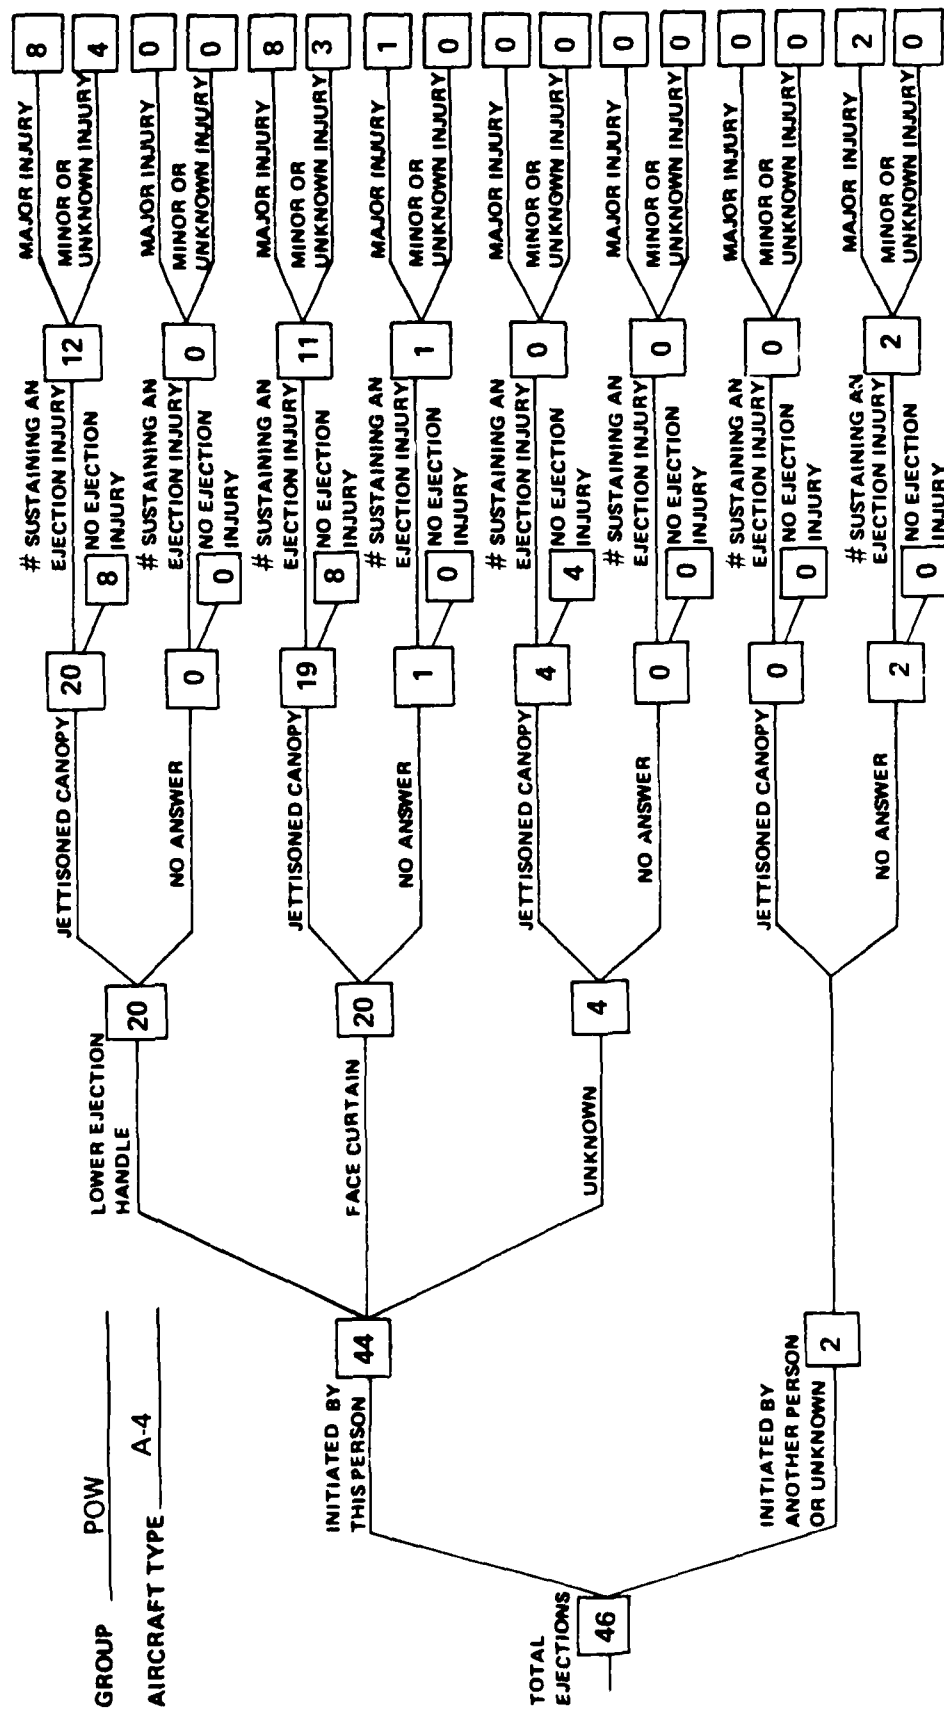 GROUP POW
AIRCRAFT TYPE A-4
TOTAL
EJECTIONS
46
INITIATED BY
THIS PERSON
44
INITIATED BY
ANOTHER PERSON
OR UNKNOWN
2
LOWER EJECTION
HANDLE
20
FACE CURTAIN
20
UNKNOWN
4
JETTISONED CANOPY
20
# SUSTAINING AN
EJECTION INJURY
12
NO EJECTION
INJURY
8
MAJOR INJURY
8
MINOR OR
UNKNOWN INJURY
4
NO ANSWER
0
# SUSTAINING AN
EJECTION INJURY
0
NO EJECTION
INJURY
0
MAJOR INJURY
0
MINOR OR
UNKNOWN INJURY
0
JETTISONED CANOPY
19
# SUSTAINING AN
EJECTION INJURY
11
NO EJECTION
INJURY
8
MAJOR INJURY
8
MINOR OR
UNKNOWN INJURY
3
NO ANSWER
1
# SUSTAINING AN
EJECTION INJURY
1
NO EJECTION
INJURY
0
MAJOR INJURY
1
MINOR OR
UNKNOWN INJURY
0
JETTISONED CANOPY
4
# SUSTAINING AN
EJECTION INJURY
0
NO EJECTION
INJURY
4
MAJOR INJURY
0
MINOR OR
UNKNOWN INJURY
0
NO ANSWER
0
# SUSTAINING AN
EJECTION INJURY
0
NO EJECTION
INJURY
0
MAJOR INJURY
0
MINOR OR
UNKNOWN INJURY
0
JETTISONED CANOPY
0
# SUSTAINING AN
EJECTION INJURY
0
NO EJECTION
INJURY
0
MAJOR INJURY
0
MINOR OR
UNKNOWN INJURY
0
NO ANSWER
2
# SUSTAINING AN
EJECTION INJURY
2
NO EJECTION
INJURY
0
MAJOR INJURY
2
MINOR OR
UNKNOWN INJURY
0